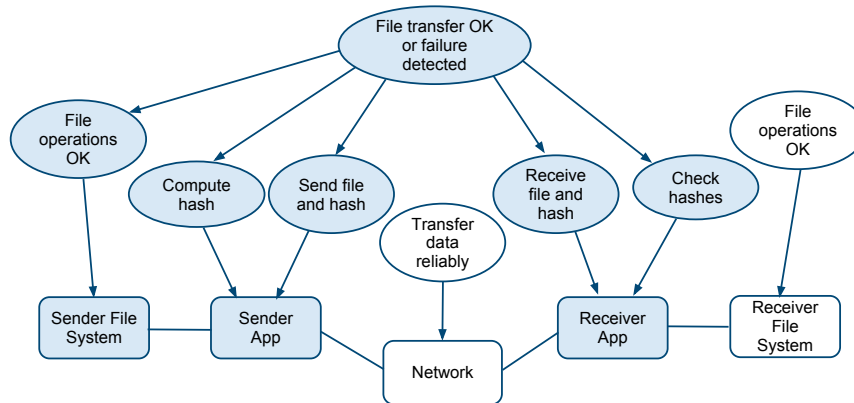 File transfer OK
or failure
detected
File
operations
OK
File
operations
OK
Compute
hash
Send file
and hash
Receive
file and
hash
Check
hashes
Transfer
data
reliably
Sender File
System
Sender
App
Network
Receiver
App
Receiver
File
System